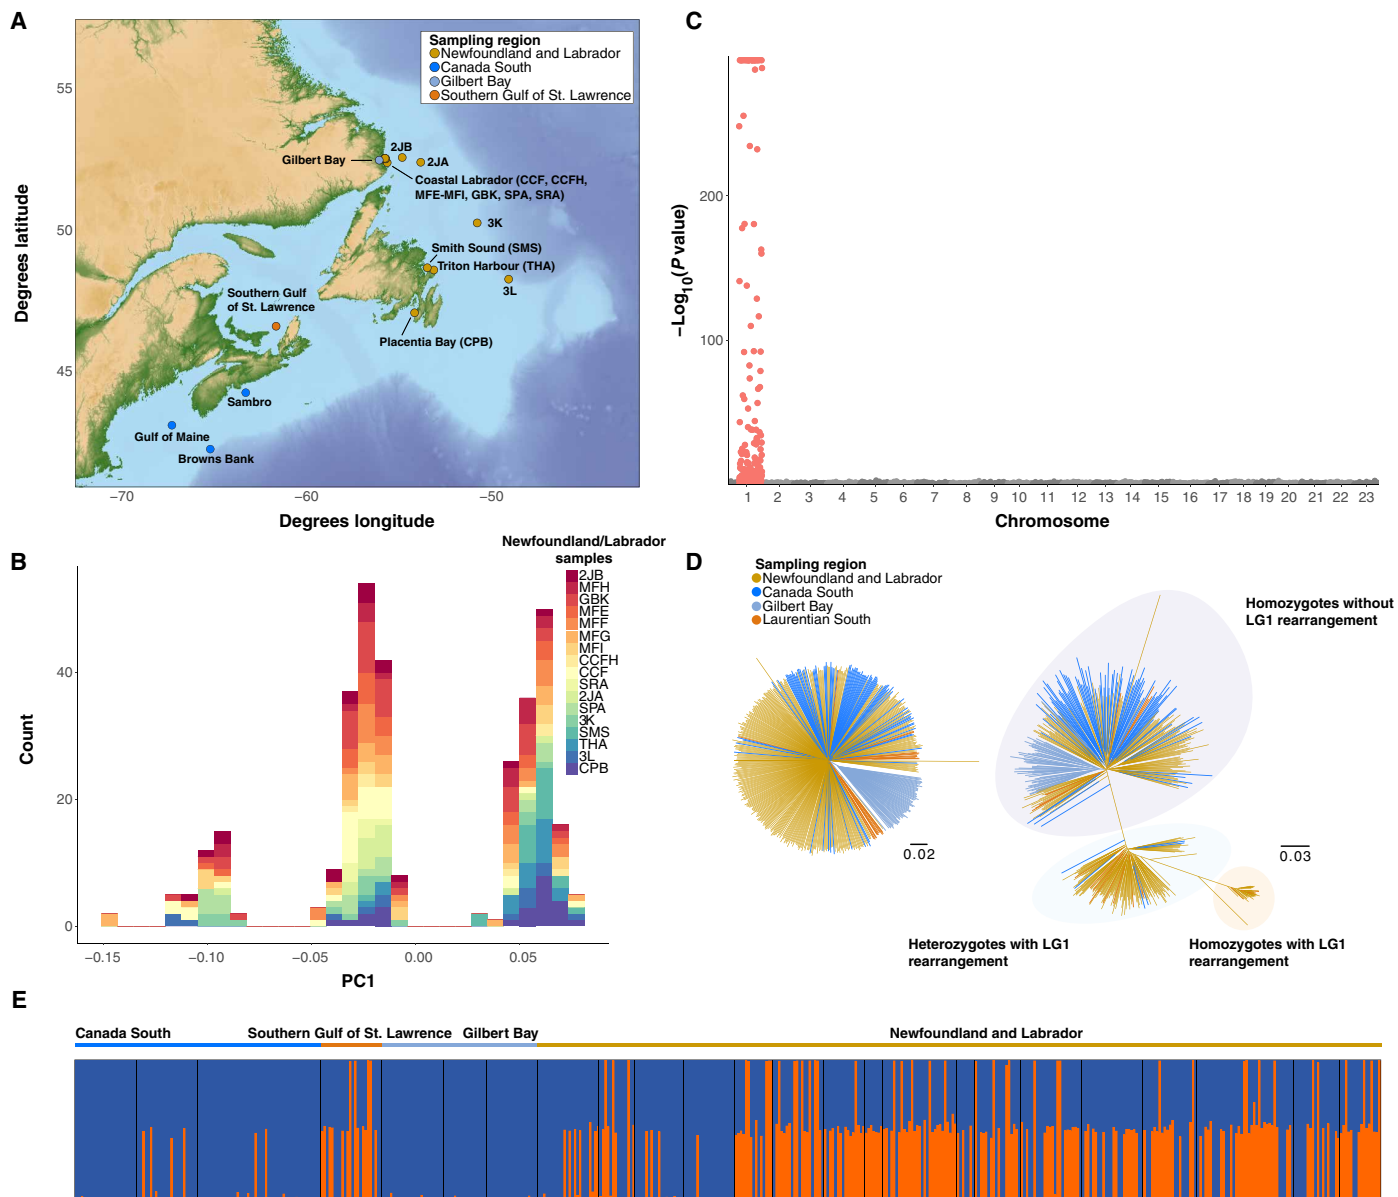 A
Sampling region
Newfoundland and Labrador
Canada South
Gilbert Bay
Southern Gulf of St. Lawrence
55
50
45
Degrees latitude
2JB
Gilbert Bay
2JA
Coastal Labrador (CCF, CCFH,
MFE-MFI, GBK, SPA, SRA)
3K
Smith Sound (SMS)
Triton Harbour (THA)
3L
Southern Gulf
of St. Lawrence
Placentia Bay (CPB)
Sambro
Gulf of Maine
Browns Bank
−70 −60 −50
Degrees longitude
C
−Log10(P value)
200
100
1 2 3 4 5 6 7 8 9 10 11 12 13 14 15 16 17 18 19 20 21 22 23
Chromosome
B
Newfoundland/Labrador
samples
2JB
MFH
GBK
MFE
MFF
MFG
MFI
CCFH
CCF
SRA
2JA
SPA
3K
SMS
THA
3L
CPB
Count
40
20
0
−0.15 −0.10 −0.05 0.00 0.05
PC1
D
Sampling region
Newfoundland and Labrador
Canada South
Gilbert Bay
Laurentian South
0.02
Homozygotes without
LG1 rearrangement
0.03
Heterozygotes with LG1
rearrangement
Homozygotes with LG1
rearrangement
E
Canada South Southern Gulf of St. Lawrence Gilbert Bay Newfoundland and Labrador